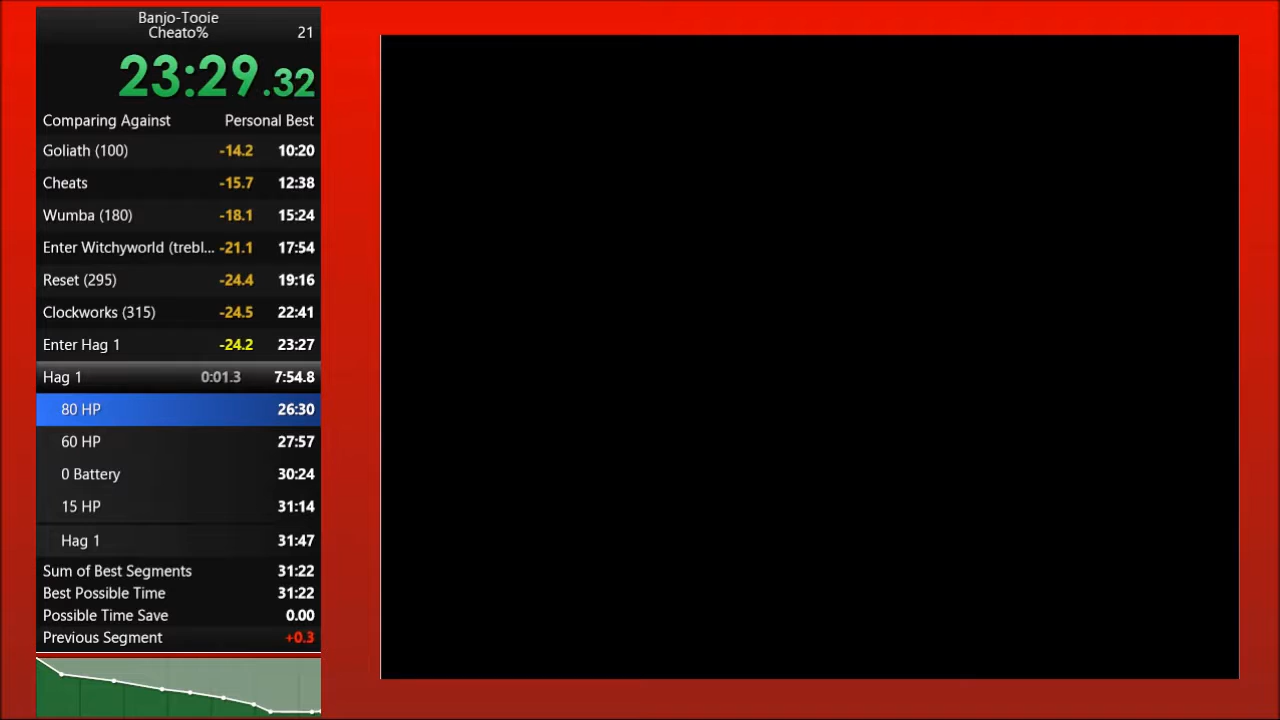 Banjo-Tooie
Cheato% 21
23:29.32
Comparing Against Personal Best
Goliath (100) -14.2 10:20
Cheats -15.7 12:38
Wumba (180) -18.1 15:24
Enter Witchyworld (trebl... -21.1 17:54
Reset (295) -24.4 19:16
Clockworks (315) -24.5 22:41
Enter Hag 1 -24.2 23:27
Hag 1 0:01.3 7:54.8
80 HP 26:30
60 HP 27:57
0 Battery 30:24
15 HP 31:14
Hag 1 31:47
Sum of Best Segments 31:22
Best Possible Time 31:22
Possible Time Save 0.00
Previous Segment +0.3